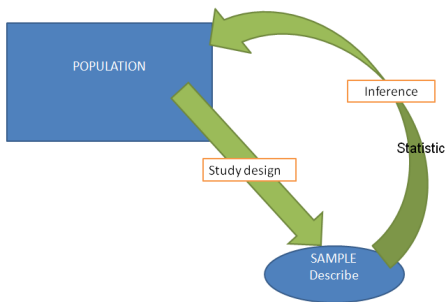 POPULATION
Inference
Statistic
Study design
SAMPLE
Describe